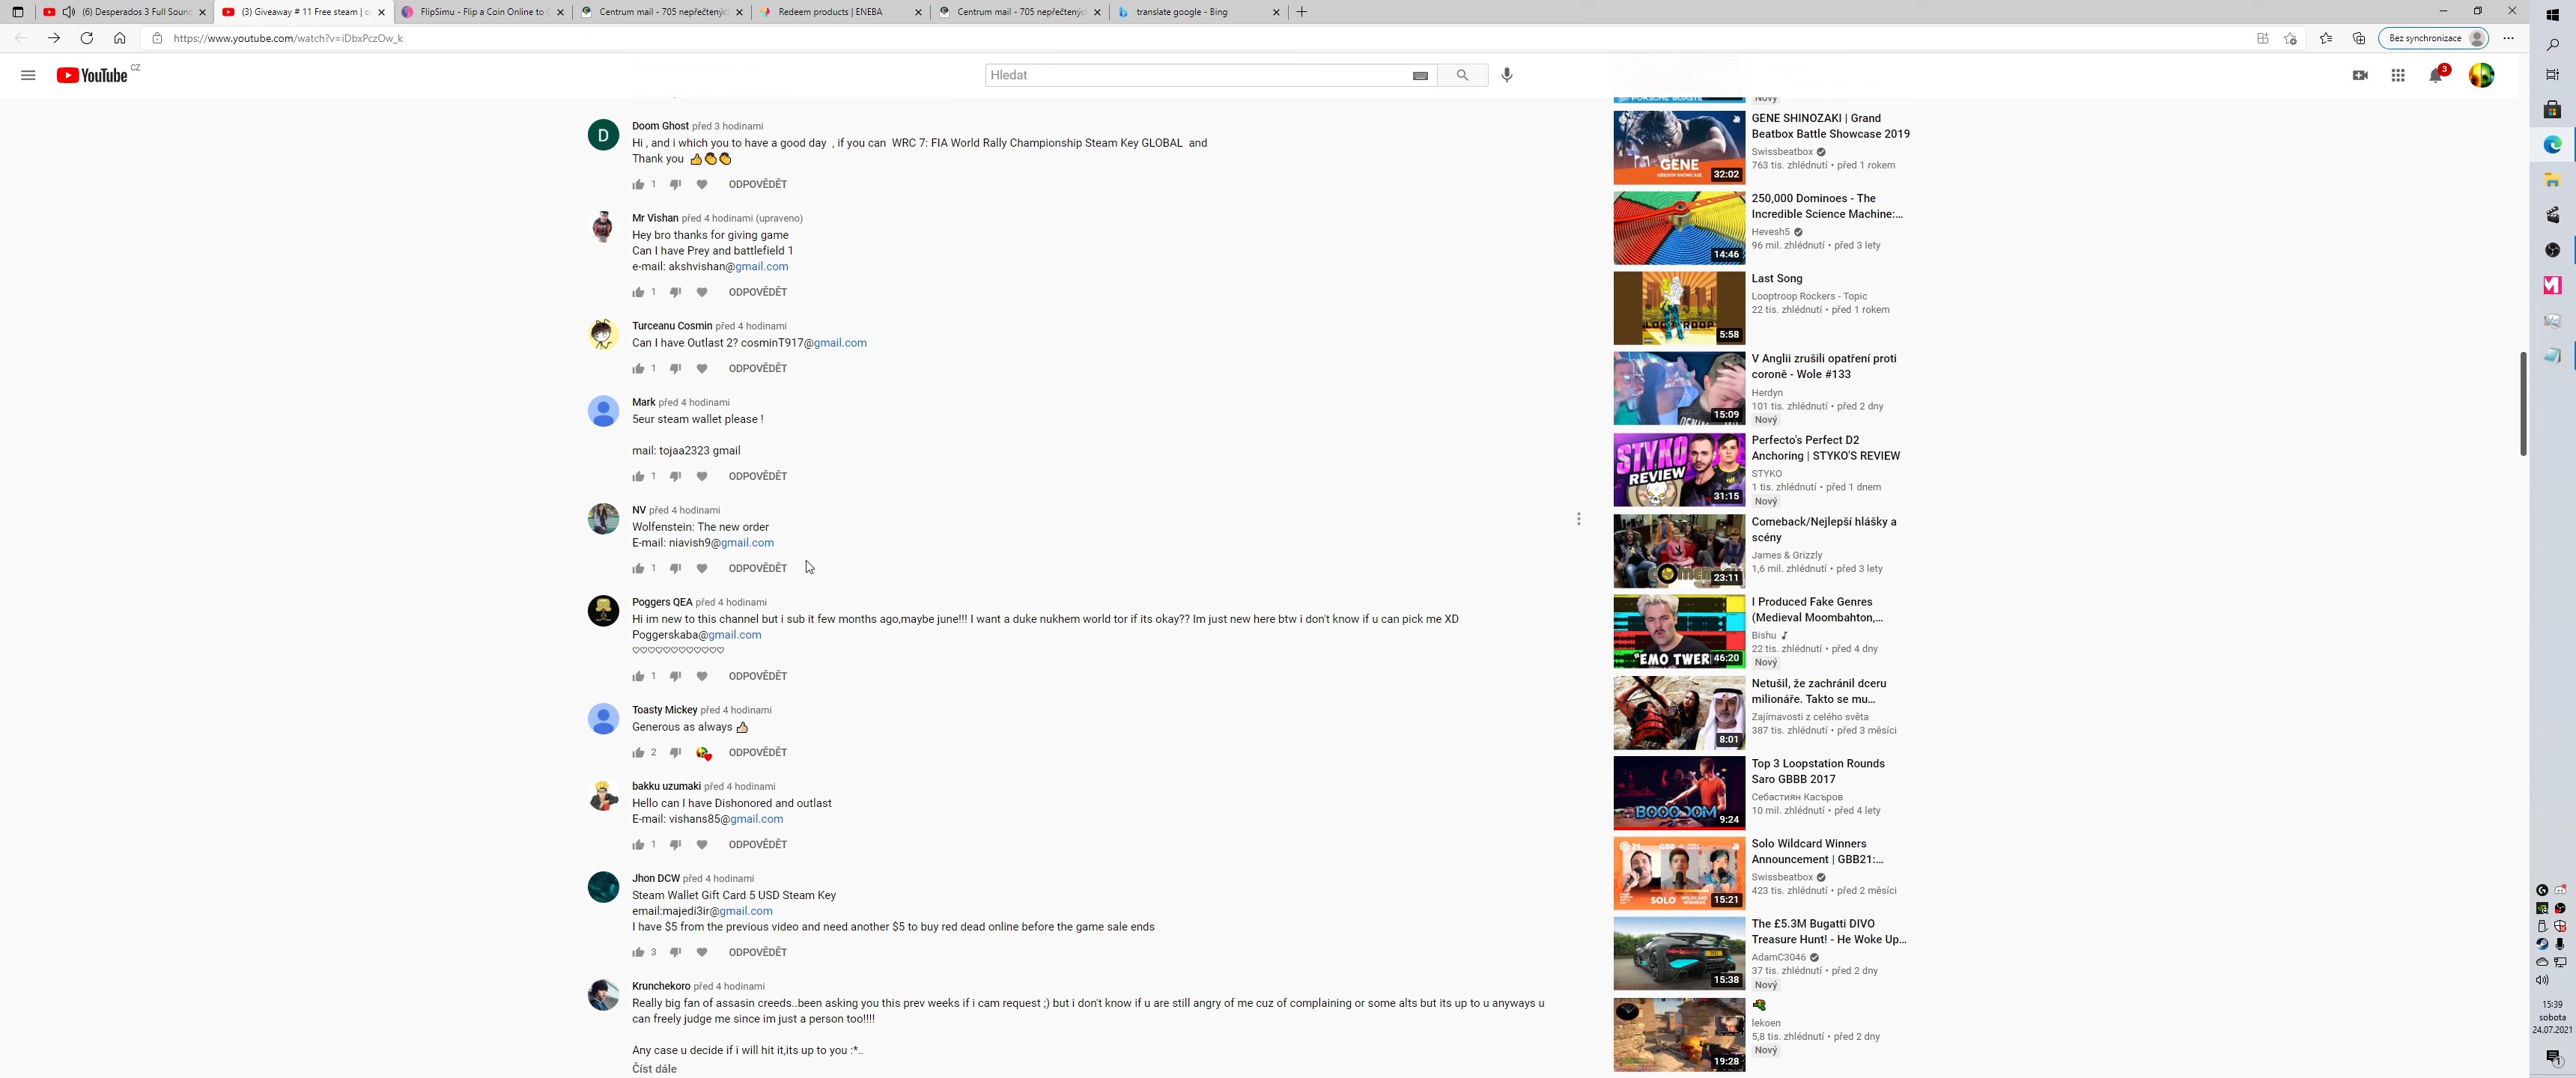 (6) Desperados 3 Full Soun
(3) Giveaway # 11 Free steam | o
FlipSimu - Flip a Coin Online to
Centrum mail - 705 nepřečtenýc
Redeem products | ENEBA
Centrum mail - 705 nepřečtenýc
translate google - Bing
https://www.youtube.com/watch?v=iDbxPczOw_k
Bez synchronizace
YouTube CZ
Hledat
3
Doom Ghost před 3 hodinami
Hi , and i which you to have a good day , if you can WRC 7: FIA World Rally Championship Steam Key GLOBAL and
Thank you 👍👏👏
1 ODPOVĚDĚT
Mr Vishan před 4 hodinami (upraveno)
Hey bro thanks for giving game
Can I have Prey and battlefield 1
e-mail: akshvishan@gmail.com
1 ODPOVĚDĚT
Turceanu Cosmin před 4 hodinami
Can I have Outlast 2? cosminT917@gmail.com
1 ODPOVĚDĚT
Mark před 4 hodinami
5eur steam wallet please !
mail: tojaa2323 gmail
1 ODPOVĚDĚT
NV před 4 hodinami
Wolfenstein: The new order
E-mail: niavish9@gmail.com
1 ODPOVĚDĚT
Poggers QEA před 4 hodinami
Hi im new to this channel but i sub it few months ago,maybe june!!! I want a duke nukhem world tor if its okay?? Im just new here btw i don't know if u can pick me XD
Poggerskaba@gmail.com
♡♡♡♡♡♡♡♡♡♡♡♡
1 ODPOVĚDĚT
Toasty Mickey před 4 hodinami
Generous as always 👍
2 ODPOVĚDĚT
bakku uzumaki před 4 hodinami
Hello can I have Dishonored and outlast
E-mail: vishans85@gmail.com
1 ODPOVĚDĚT
Jhon DCW před 4 hodinami
Steam Wallet Gift Card 5 USD Steam Key
email:majedi3ir@gmail.com
I have $5 from the previous video and need another $5 to buy red dead online before the game sale ends
3 ODPOVĚDĚT
Krunchekoro před 4 hodinami
Really big fan of assasin creeds..been asking you this prev weeks if i cam request ;) but i don't know if u are still angry of me cuz of complaining or some alts but its up to u anyways u
can freely judge me since im just a person too!!!!
Any case u decide if i will hit it,its up to you :*..
Číst dále
Nový
GENE
32:02
GENE SHINOZAKI | Grand
Beatbox Battle Showcase 2019
Swissbeatbox
763 tis. zhlédnutí • před 1 rokem
14:46
250,000 Dominoes - The
Incredible Science Machine:...
Hevesh5
96 mil. zhlédnutí • před 3 lety
5:58
Last Song
Looptroop Rockers - Topic
22 tis. zhlédnutí • před 1 rokem
15:09
V Anglii zrušili opatření proti
coroně - Wole #133
Herdyn
101 tis. zhlédnutí • před 2 dny
Nový
STYKO
REVIEW
31:15
Perfecto's Perfect D2
Anchoring | STYKO'S REVIEW
STYKO
1 tis. zhlédnutí • před 1 dnem
Nový
23:11
Comeback/Nejlepší hlášky a
scény
James & Grizzly
1,6 mil. zhlédnutí • před 3 lety
"EMO TWER
46:20
I Produced Fake Genres
(Medieval Moombahton,...
Bishu
22 tis. zhlédnutí • před 4 dny
Nový
8:01
Netušil, že zachránil dceru
milionáře. Takto se mu...
Zajímavosti z celého světa
387 tis. zhlédnutí • před 3 měsíci
BOOOOOM
9:24
Top 3 Loopstation Rounds
Saro GBBB 2017
Себастиян Касъров
10 mil. zhlédnutí • před 4 lety
SOLO WILDCARD WINNERS
15:21
Solo Wildcard Winners
Announcement | GBB21:...
Swissbeatbox
423 tis. zhlédnutí • před 2 měsíci
15:38
The £5.3M Bugatti DIVO
Treasure Hunt! - He Woke Up...
AdamC3046
37 tis. zhlédnutí • před 2 dny
Nový
19:28
lekoen
5,8 tis. zhlédnutí • před 2 dny
Nový
15:39
sobota
24.07.2021
1